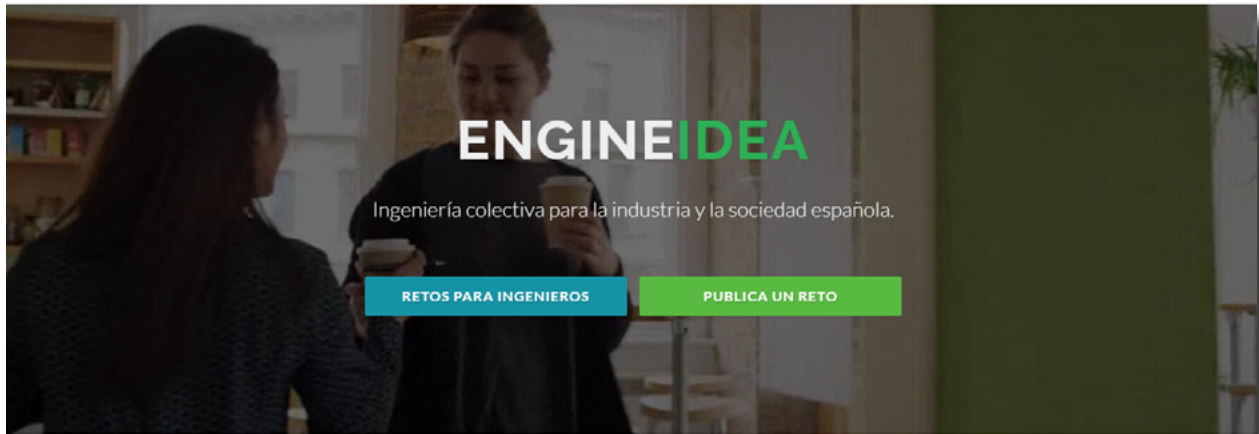 ENGINEIDEA
Ingeniería colectiva para la industria y la sociedad española.
RETOS PARA INGENIEROS
PUBLICA UN RETO